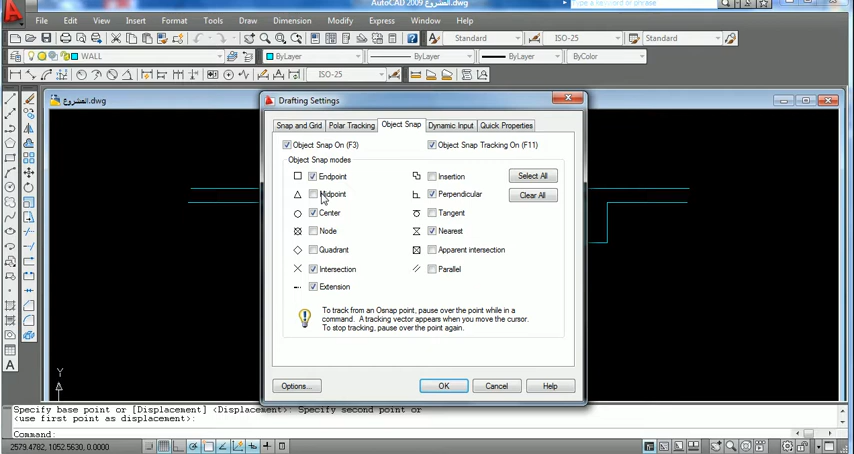 AutoCAD 2009 المشروع.dwg
Type a keyword or phrase
File Edit View Insert Format Tools Draw Dimension Modify Express Window Help
Standard ISO-25 Standard
WALL ByLayer ByLayer ByLayer ByColor
ISO-25
المشروع.dwg
Drafting Settings
Snap and Grid Polar Tracking Object Snap Dynamic Input Quick Properties
Object Snap On (F3) Object Snap Tracking On (F11)
Object Snap modes
Endpoint Insertion Select All
Midpoint Perpendicular Clear All
Center Tangent
Node Nearest
Quadrant Apparent intersection
Intersection Parallel
Extension
To track from an Osnap point, pause over the point while in a
command. A tracking vector appears when you move the cursor.
To stop tracking, pause over the point again.
Options... OK Cancel Help
Y
Specify base point or [Displacement] <Displacement>: Specify second point or
<use first point as displacement>:
Command:
2579.4782, 1052.5630, 0.0000